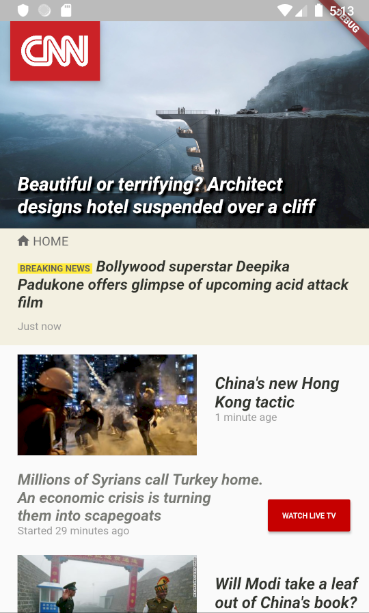 5:13
DEBUG
CNN
Beautiful or terrifying? Architect
designs hotel suspended over a cliff
HOME
BREAKING NEWS Bollywood superstar Deepika
Padukone offers glimpse of upcoming acid attack
film
Just now
China's new Hong
Kong tactic
1 minute age
Millions of Syrians call Turkey home.
An economic crisis is turning
them into scapegoats
Started 29 minutes ago
WATCH LIVE TV
Will Modi take a leaf
out of China's book?